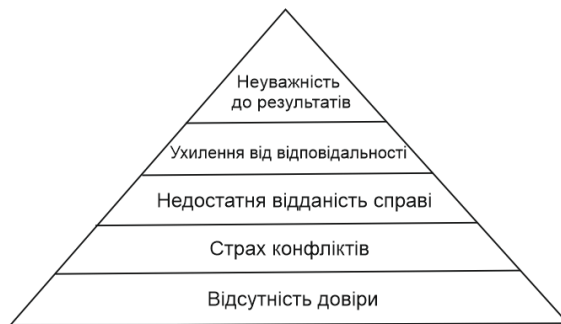 Неуважність
до результатів
Ухилення від відповідальності
Недостатня відданість справі
Страх конфліктів
Відсутність довіри